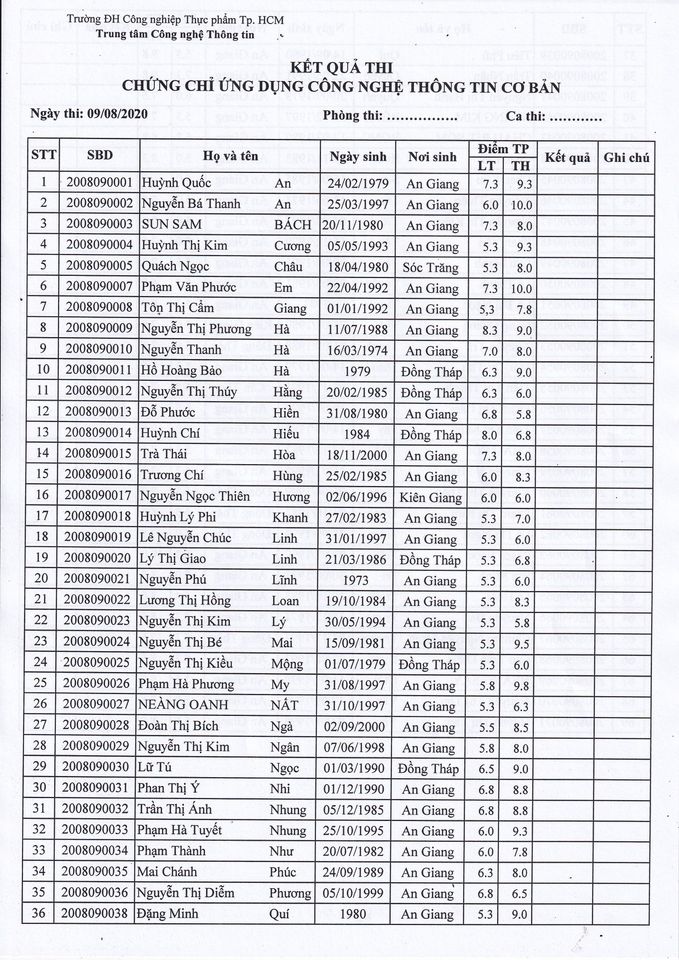 Trường ĐH Công nghiệp Thực phẩm Tp. HCM
Trung tâm Công nghệ Thông tin
KẾT QUẢ THI
CHỨNG CHỈ ỨNG DỤNG CÔNG NGHỆ THÔNG TIN CƠ BẢN
Ngày thi: 09/08/2020 Phòng thi: ................ Ca thi: ............
STT SBD Họ và tên Ngày sinh Nơi sinh Điểm TP Kết quả Ghi chú
LT TH
1 2008090001 Huỳnh Quốc An 24/02/1979 An Giang 7.3 9.3
2 2008090002 Nguyễn Bá Thanh An 25/03/1997 An Giang 6.0 10.0
3 2008090003 SUN SAM BÁCH 20/11/1980 An Giang 7.3 8.0
4 2008090004 Huỳnh Thị Kim Cương 05/05/1993 An Giang 5.3 9.3
5 2008090005 Quách Ngọc Châu 18/04/1980 Sóc Trăng 5.3 8.0
6 2008090007 Phạm Văn Phước Em 22/04/1992 An Giang 7.3 10.0
7 2008090008 Tôn Thị Cẩm Giang 01/01/1992 An Giang 5,3 7.8
8 2008090009 Nguyễn Thị Phương Hà 11/07/1988 An Giang 8.3 9.0
9 2008090010 Nguyễn Thanh Hà 16/03/1974 An Giang 7.0 8.0
10 2008090011 Hồ Hoàng Bảo Hà 1979 Đồng Tháp 6.3 9.0
11 2008090012 Nguyễn Thị Thúy Hằng 20/02/1985 Đồng Tháp 6.3 6.0
12 2008090013 Đỗ Phước Hiền 31/08/1980 An Giang 6.8 5.8
13 2008090014 Huỳnh Chí Hiếu 1984 Đồng Tháp 8.0 6.8
14 2008090015 Trà Thái Hòa 18/11/2000 An Giang 7.3 8.0
15 2008090016 Trương Chí Hùng 25/02/1985 An Giang 6.0 8.3
16 2008090017 Nguyễn Ngọc Thiên Hương 02/06/1996 Kiên Giang 6.0 6.0
17 2008090018 Huỳnh Lý Phi Khanh 27/02/1983 An Giang 5.3 7.0
18 2008090019 Lê Nguyễn Chúc Linh 31/01/1997 An Giang 5.3 6.0
19 2008090020 Lý Thị Giao Linh 21/03/1986 Đồng Tháp 5.3 6.8
20 2008090021 Nguyễn Phú Lĩnh 1973 An Giang 5.3 6.0
21 2008090022 Lương Thị Hồng Loan 19/10/1984 An Giang 5.3 8.3
22 2008090023 Nguyễn Thị Kim Lý 30/05/1994 An Giang 5.3 5.8
23 2008090024 Nguyễn Thị Bé Mai 15/09/1981 An Giang 5.3 9.5
24 2008090025 Nguyễn Thị Kiều Mộng 01/07/1979 Đồng Tháp 5.3 6.0
25 2008090026 Phạm Hà Phương My 31/08/1997 An Giang 5.8 9.8
26 2008090027 NEÀNG OANH NÁT 31/10/1997 An Giang 5.3 6.3
27 2008090028 Đoàn Thị Bích Ngà 02/09/2000 An Giang 5.5 8.5
28 2008090029 Nguyễn Thị Kim Ngân 07/06/1998 An Giang 5.8 8.0
29 2008090030 Lữ Tú Ngọc 01/03/1990 Đồng Tháp 6.5 9.0
30 2008090031 Phan Thị Ý Nhi 01/12/1990 An Giang 6.8 8.8
31 2008090032 Trần Thị Ánh Nhung 05/12/1985 An Giang 6.8 8.8
32 2008090033 Phạm Hà Tuyết Nhung 25/10/1995 An Giang 6.0 9.3
33 2008090034 Phạm Thành Như 20/07/1982 An Giang 6.0 7.8
34 2008090035 Mai Chánh Phúc 24/09/1989 An Giang 6.3 8.0
35 2008090036 Nguyễn Thị Diễm Phương 05/10/1999 An Giang 6.8 6.5
36 2008090038 Đặng Minh Quí 1980 An Giang 5.3 9.0